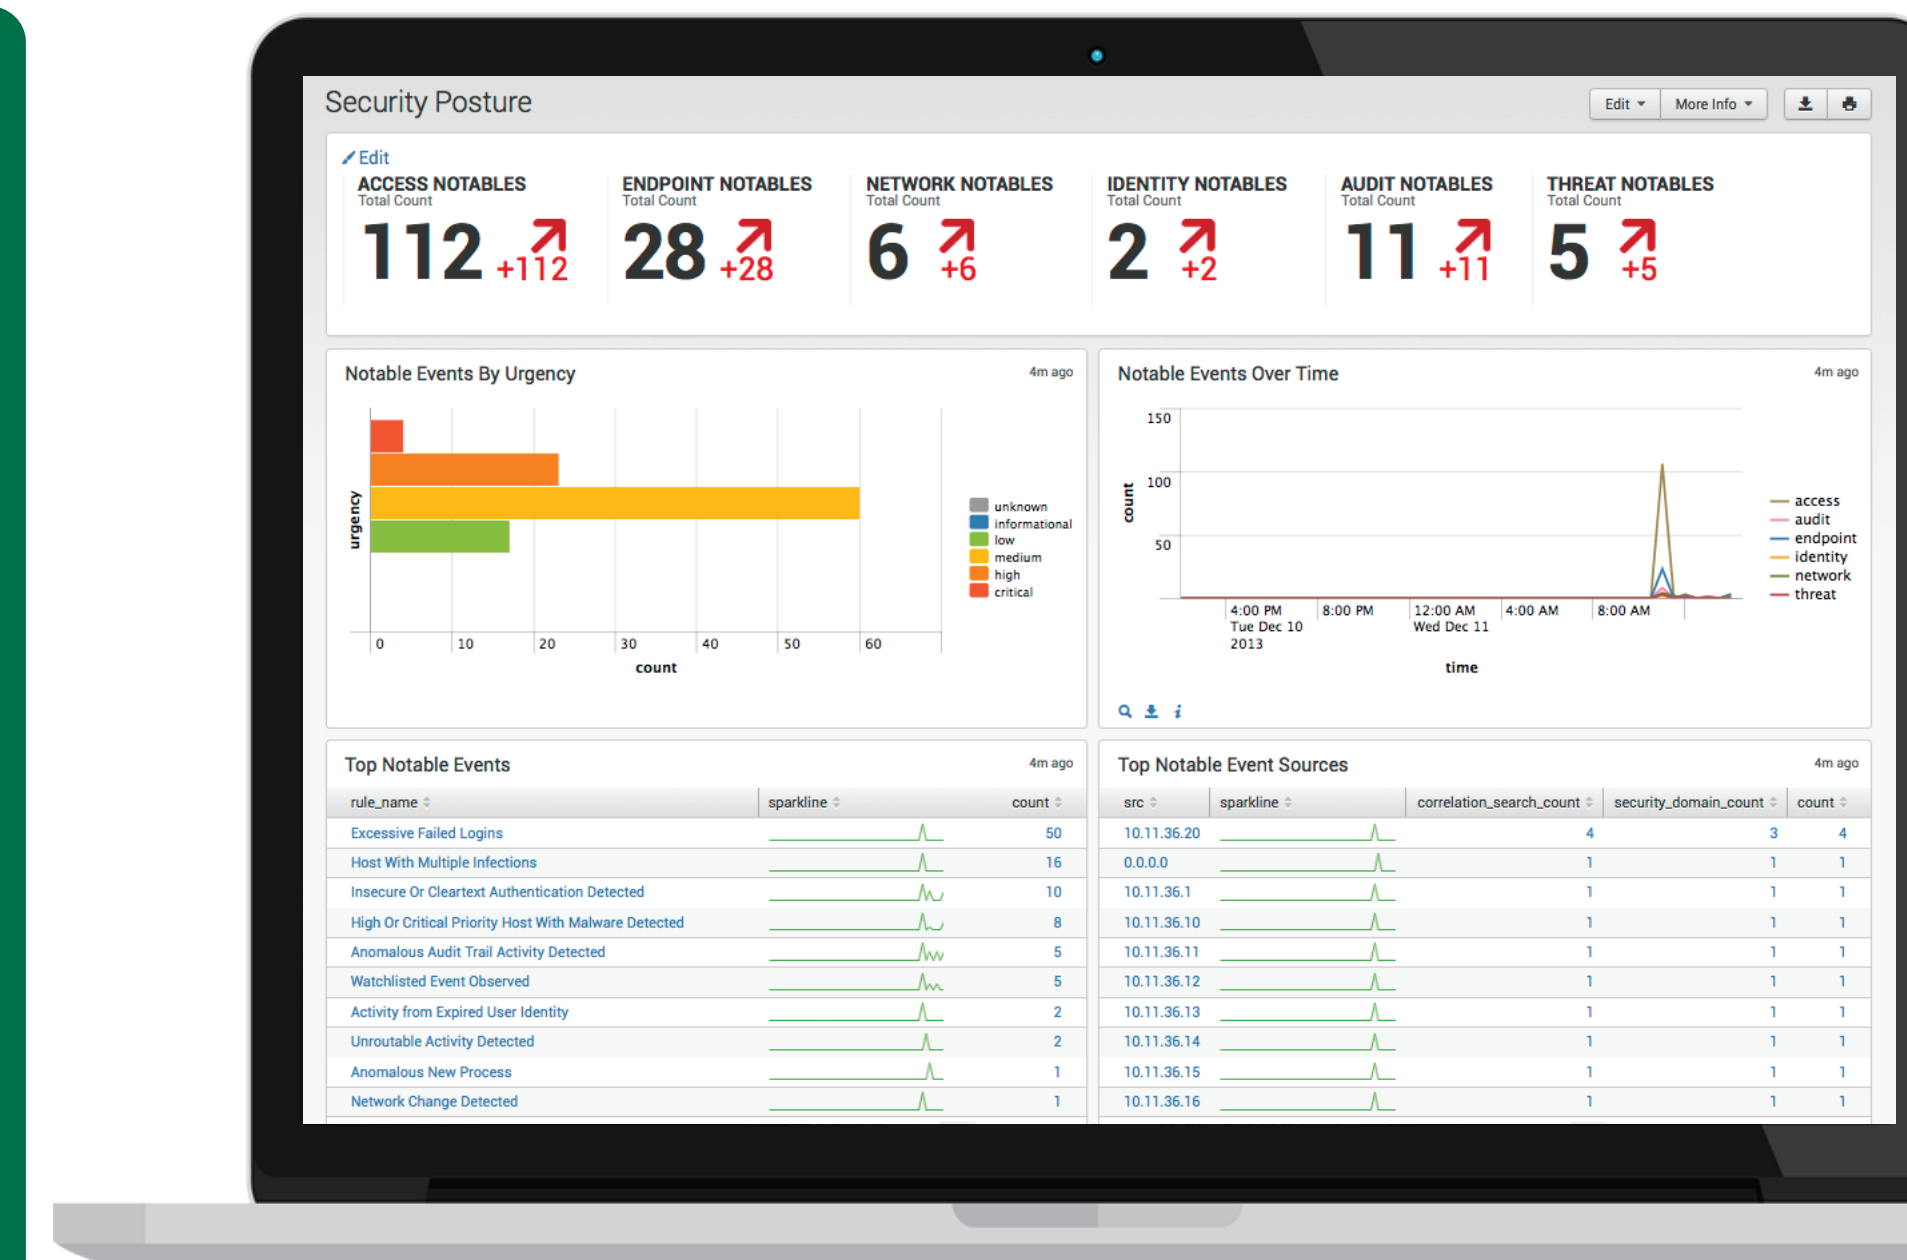 Security Posture
Edit More Info
Edit
ACCESS NOTABLES ENDPOINT NOTABLES NETWORK NOTABLES IDENTITY NOTABLES AUDIT NOTABLES THREAT NOTABLES
Total Count Total Count Total Count Total Count Total Count Total Count
112 +112 28 +28 6 +6 2 +2 11 +11 5 +5
Notable Events By Urgency 4m ago
urgency
unknown
informational
low
medium
high
critical
0 10 20 30 40 50 60
count
Notable Events Over Time 4m ago
150
100
50
count
access
audit
endpoint
identity
network
threat
4:00 PM 8:00 PM 12:00 AM 4:00 AM 8:00 AM
Tue Dec 10 Wed Dec 11
2013
time
Top Notable Events 4m ago
rule_name sparkline count
Excessive Failed Logins 50
Host With Multiple Infections 16
Insecure Or Cleartext Authentication Detected 10
High Or Critical Priority Host With Malware Detected 8
Anomalous Audit Trail Activity Detected 5
Watchlisted Event Observed 5
Activity from Expired User Identity 2
Unroutable Activity Detected 2
Anomalous New Process 1
Network Change Detected 1
Top Notable Event Sources 4m ago
src sparkline correlation_search_count security_domain_count count
10.11.36.20 4 3 4
0.0.0.0 1 1 1
10.11.36.1 1 1 1
10.11.36.10 1 1 1
10.11.36.11 1 1 1
10.11.36.12 1 1 1
10.11.36.13 1 1 1
10.11.36.14 1 1 1
10.11.36.15 1 1 1
10.11.36.16 1 1 1